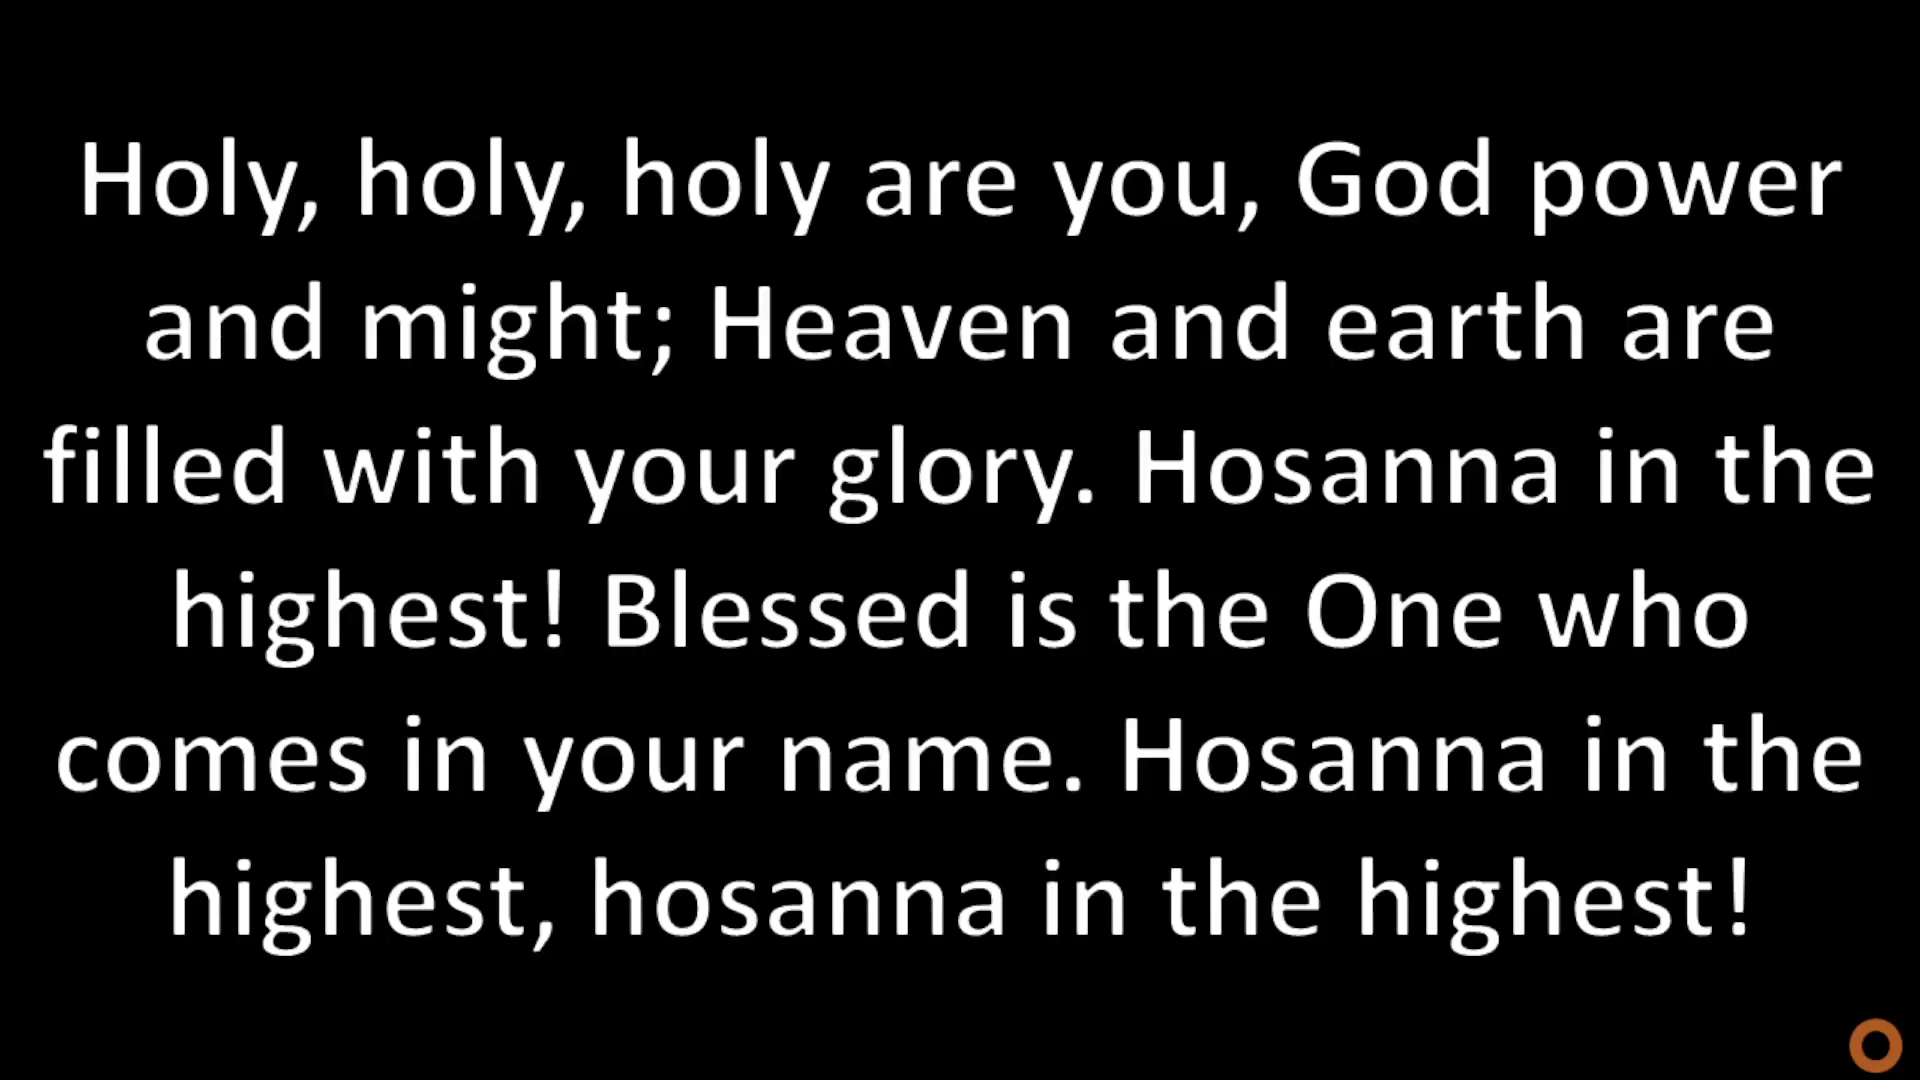 Holy, holy, holy are you, God power
and might; Heaven and earth are
filled with your glory. Hosanna in the
highest! Blessed is the One who
comes in your name. Hosanna in the
highest, hosanna in the highest!